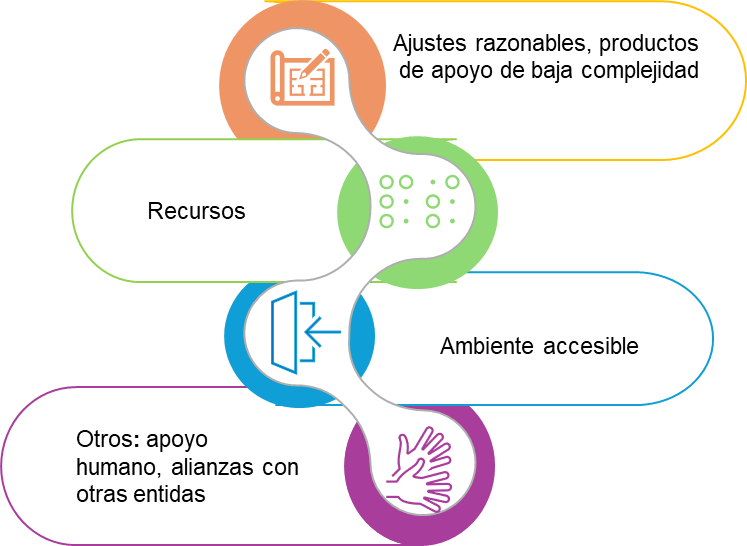 Ajustes razonables, productos
de apoyo de baja complejidad
Recursos
Ambiente accesible
Otros: apoyo
humano, alianzas con
otras entidas